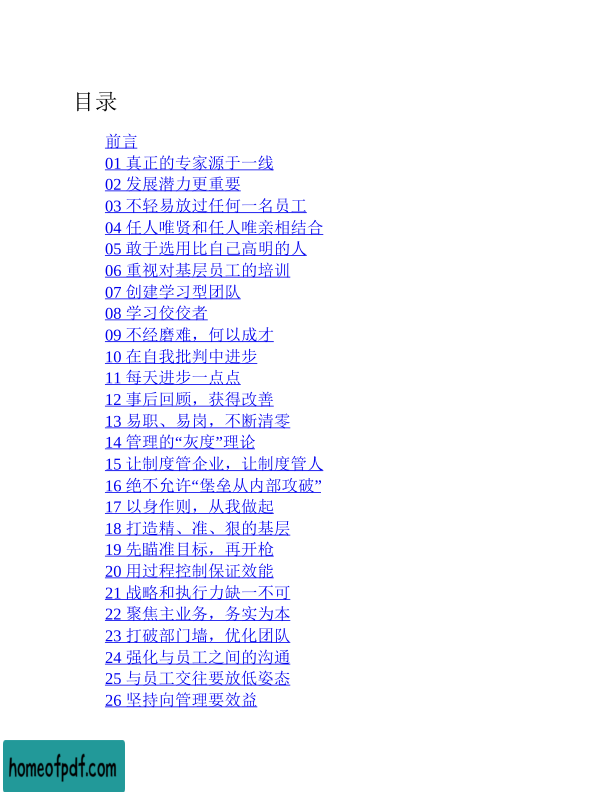 目录
前言
01 真正的专家源于一线
02 发展潜力更重要
03 不轻易放过任何一名员工
04 任人唯贤和任人唯亲相结合
05 敢于选用比自己高明的人
06 重视对基层员工的培训
07 创建学习型团队
08 学习佼佼者
09 不经磨难，何以成才
10 在自我批判中进步
11 每天进步一点点
12 事后回顾，获得改善
13 易职、易岗，不断清零
14 管理的“灰度”理论
15 让制度管企业，让制度管人
16 绝不允许“堡垒从内部攻破”
17 以身作则，从我做起
18 打造精、准、狠的基层
19 先瞄准目标，再开枪
20 用过程控制保证效能
21 战略和执行力缺一不可
22 聚焦主业务，务实为本
23 打破部门墙，优化团队
24 强化与员工之间的沟通
25 与员工交往要放低姿态
26 坚持向管理要效益
homeofpdf.com